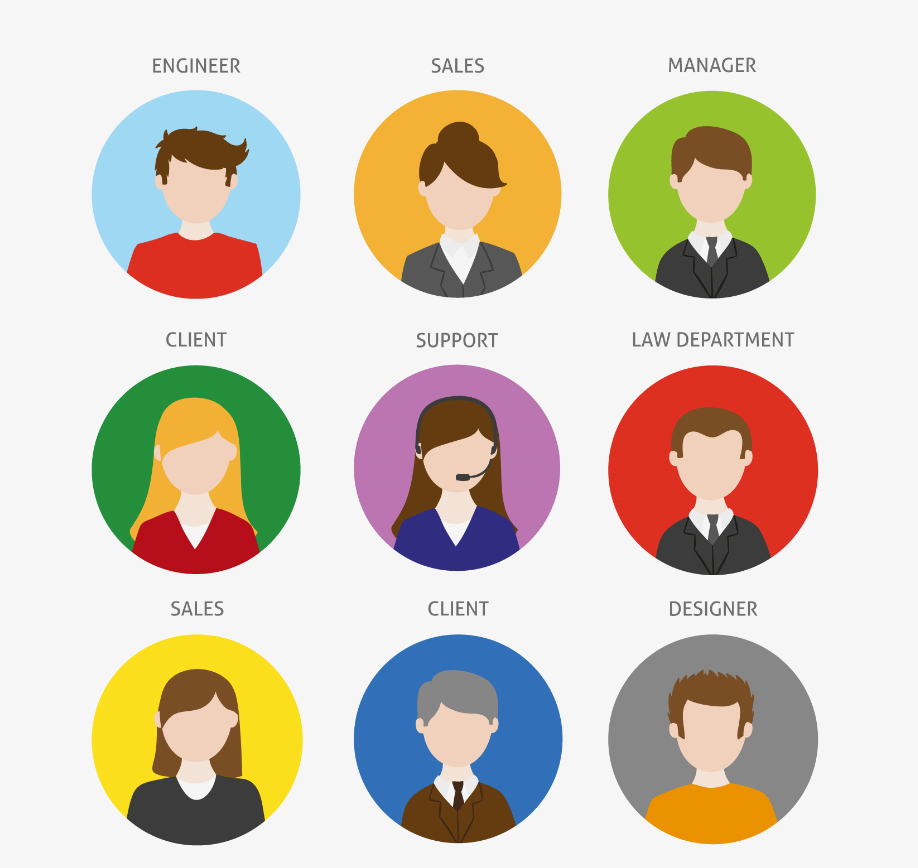 ENGINEER
SALES
MANAGER
CLIENT
SUPPORT
LAW DEPARTMENT
SALES
CLIENT
DESIGNER